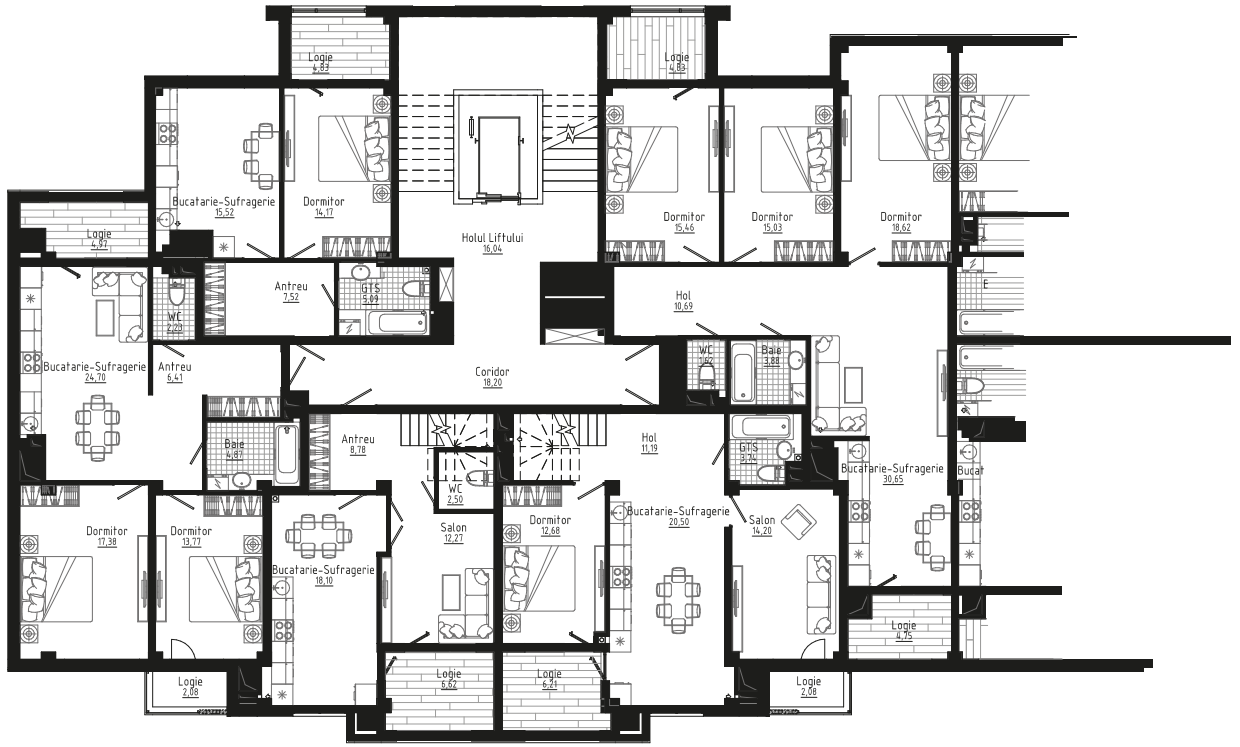 Logie
4,83
Logie
4,83
Bucatarie-Sufragerie
15,52
Dormitor
14,17
Dormitor
15,46
Dormitor
15,03
Dormitor
18,62
Logie
4,97
Holul Liftului
16,04
Antreu
7,52
GTS
5,09
Hol
10,69
E
WC
2,23
Bucatarie-Sufragerie
24,70
Antreu
6,41
Coridor
18,20
WC
1,62
Baie
3,88
Baie
4,87
Antreu
8,78
Hol
11,19
GTS
3,74
Bucatarie-Sufragerie
30,65
Bucat
WC
2,50
Dormitor
17,38
Dormitor
13,77
Salon
12,27
Dormitor
12,68
Bucatarie-Sufragerie
20,50
Salon
14,20
Bucatarie-Sufragerie
18,10
Logie
4,75
Logie
2,08
Logie
6,62
Logie
6,21
Logie
2,08